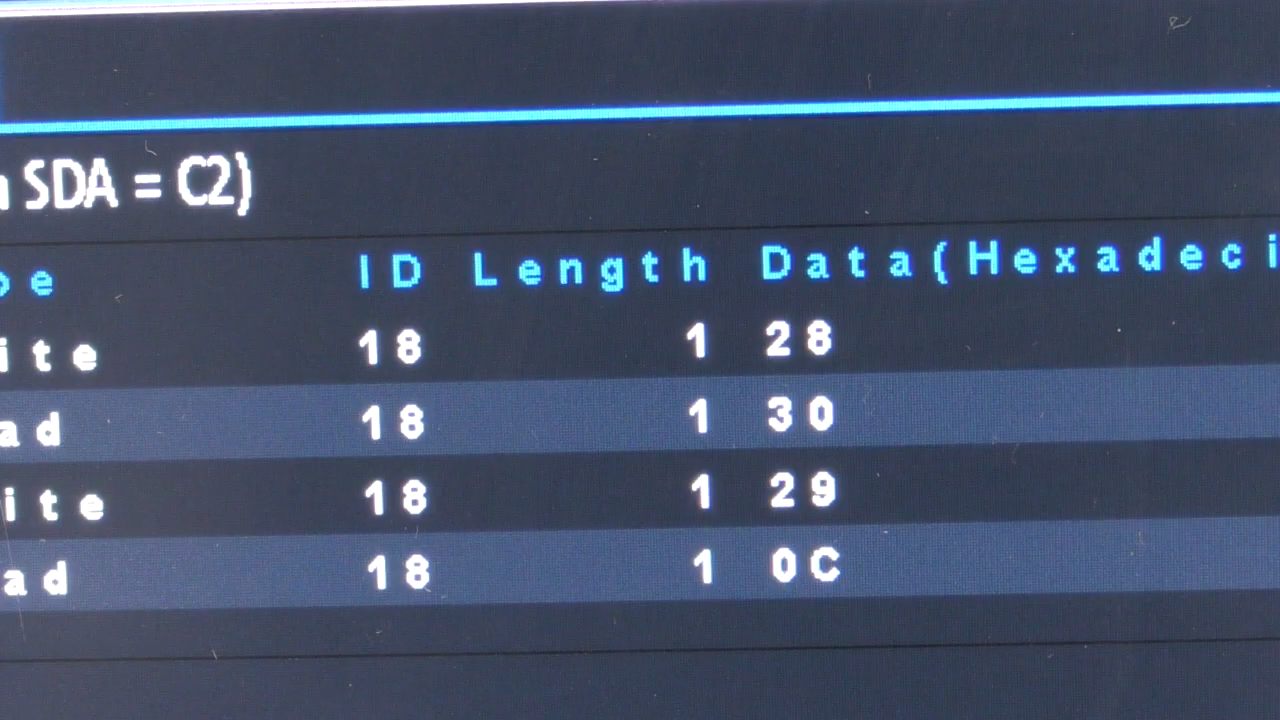 SDA = C2)
pe ID Length Data(Hexadeci
ite 18 1 28
ad 18 1 30
ite 18 1 29
ad 18 1 0C